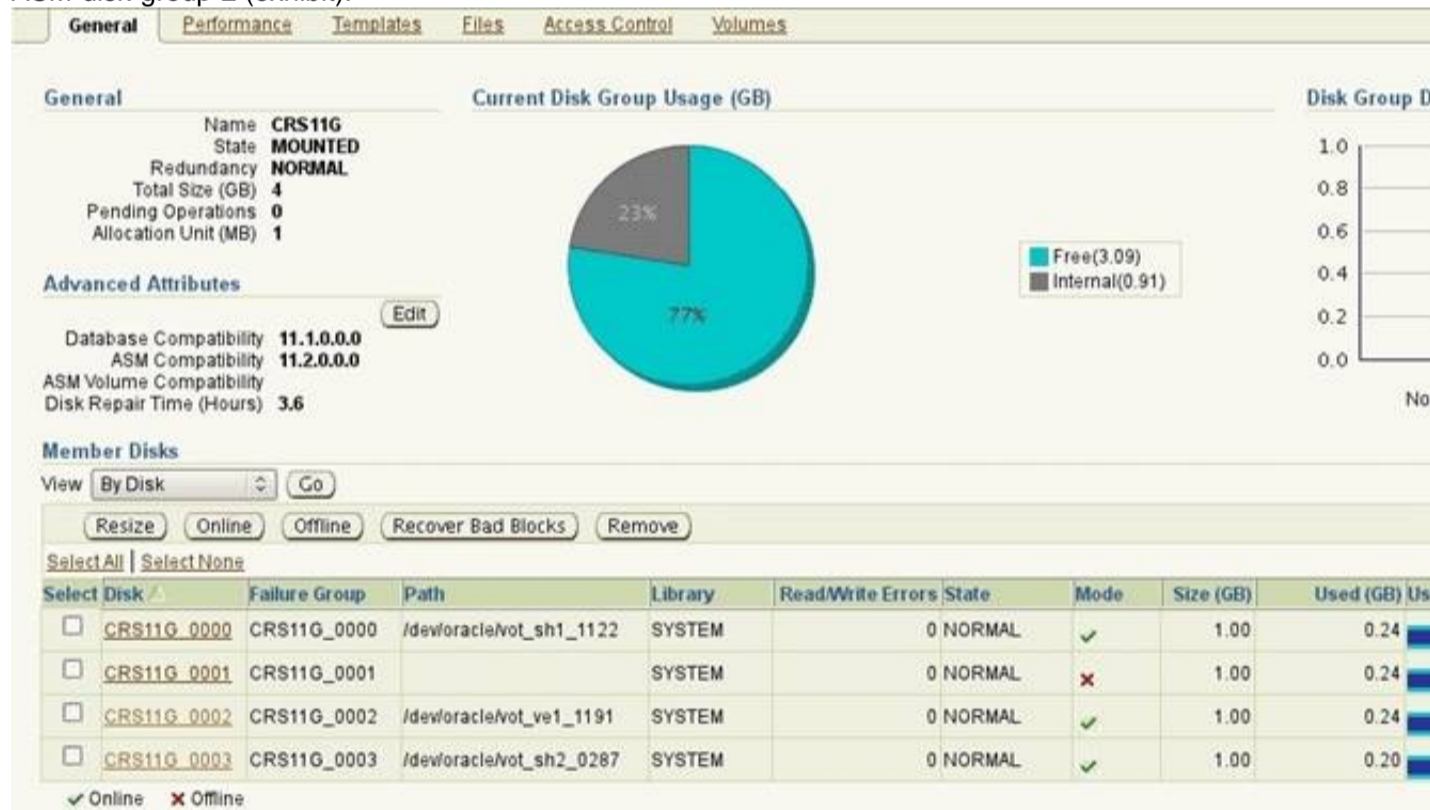 General Performance Templates Files Access Control Volumes
General
Name CRS11G
State MOUNTED
Redundancy NORMAL
Total Size (GB) 4
Pending Operations 0
Allocation Unit (MB) 1
Advanced Attributes
Edit
Database Compatibility 11.1.0.0.0
ASM Compatibility 11.2.0.0.0
ASM Volume Compatibility
Disk Repair Time (Hours) 3.6
Current Disk Group Usage (GB)
23%
77%
Free(3.09)
Internal(0.91)
Disk Group D
1.0
0.8
0.6
0.4
0.2
0.0
No
Member Disks
View By Disk Go
Resize Online Offline Recover Bad Blocks Remove
Select All | Select None
Select Disk Failure Group Path Library Read/Write Errors State Mode Size (GB) Used (GB) Us
CRS11G_0000 CRS11G_0000 /dev/oracle/vot_sh1_1122 SYSTEM 0 NORMAL 1.00 0.24
CRS11G_0001 CRS11G_0001 SYSTEM 0 NORMAL 1.00 0.24
CRS11G_0002 CRS11G_0002 /dev/oracle/vot_ve1_1191 SYSTEM 0 NORMAL 1.00 0.24
CRS11G_0003 CRS11G_0003 /dev/oracle/vot_sh2_0287 SYSTEM 0 NORMAL 1.00 0.20
Online Offline